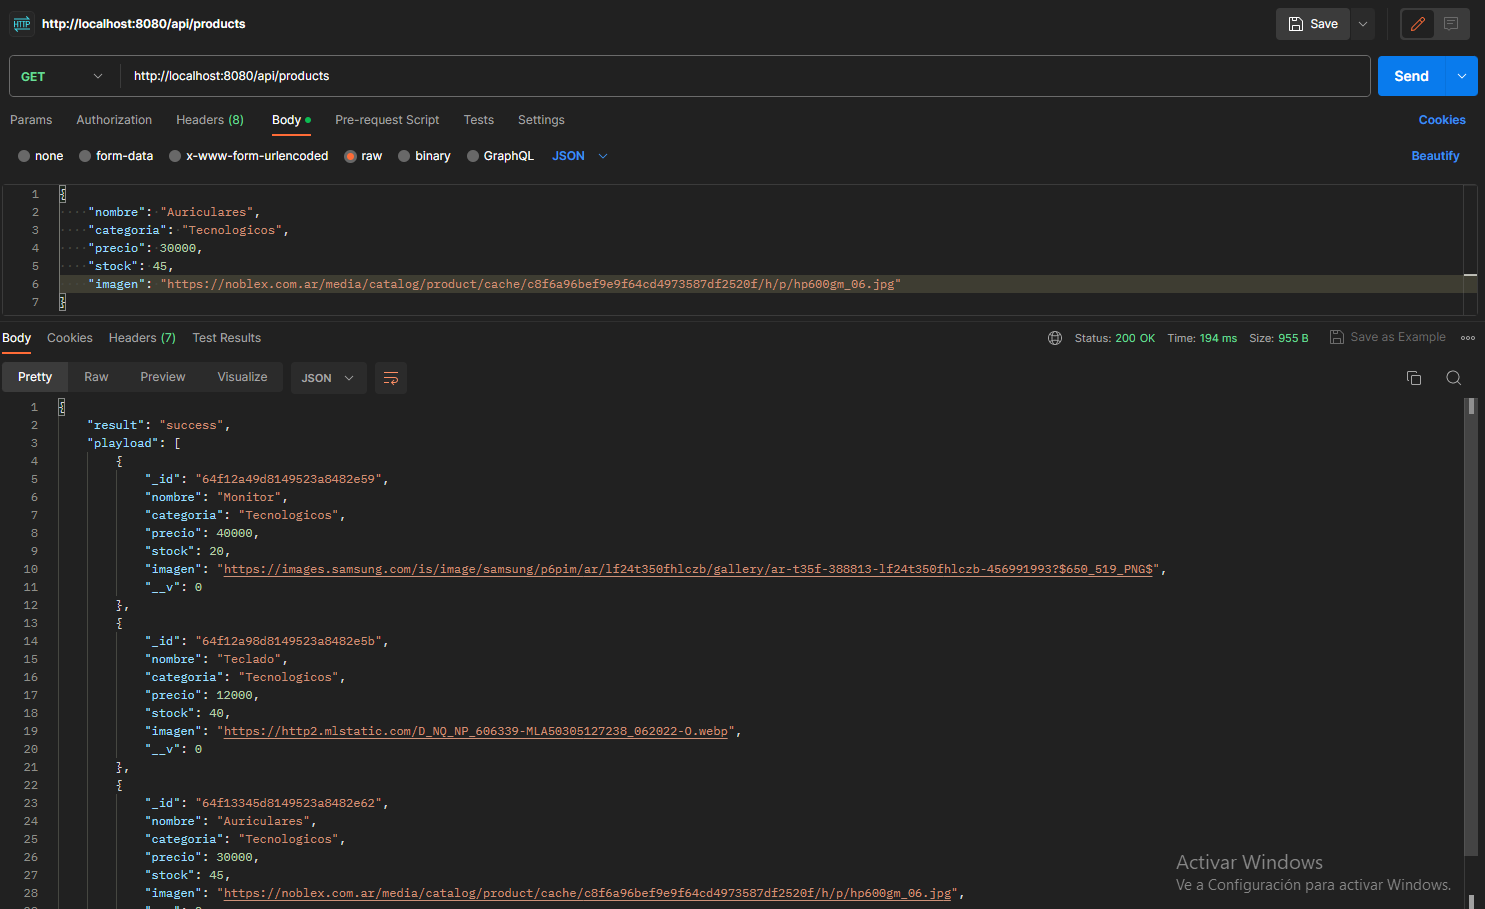 HTTP http://localhost:8080/api/products Save
GET http://localhost:8080/api/products Send
Params Authorization Headers (8) Body Pre-request Script Tests Settings Cookies
none form-data x-www-form-urlencoded raw binary GraphQL JSON Beautify
1 {
2 "nombre": "Auriculares",
3 "categoria": "Tecnologicos",
4 "precio": 30000,
5 "stock": 45,
6 "imagen": "https://noblex.com.ar/media/catalog/product/cache/c8f6a96bef9e9f64cd4973587df2520f/h/p/hp600gm_06.jpg"
7 }
Body Cookies Headers (7) Test Results Status: 200 OK Time: 194 ms Size: 955 B Save as Example
Pretty Raw Preview Visualize JSON
1 {
2 "result": "success",
3 "playload": [
4 {
5 "_id": "64f12a49d8149523a8482e59",
6 "nombre": "Monitor",
7 "categoria": "Tecnologicos",
8 "precio": 40000,
9 "stock": 20,
10 "imagen": "https://images.samsung.com/is/image/samsung/p6pim/ar/lf24t350fhlczb/gallery/ar-t35f-388813-lf24t350fhlczb-456991993?$650_519_PNG$",
11 "__v": 0
12 },
13 {
14 "_id": "64f12a98d8149523a8482e5b",
15 "nombre": "Teclado",
16 "categoria": "Tecnologicos",
17 "precio": 12000,
18 "stock": 40,
19 "imagen": "https://http2.mlstatic.com/D_NQ_NP_606339-MLA50305127238_062022-O.webp",
20 "__v": 0
21 },
22 {
23 "_id": "64f13345d8149523a8482e62",
24 "nombre": "Auriculares",
25 "categoria": "Tecnologicos",
26 "precio": 30000,
27 "stock": 45,
28 "imagen": "https://noblex.com.ar/media/catalog/product/cache/c8f6a96bef9e9f64cd4973587df2520f/h/p/hp600gm_06.jpg",
Activar Windows
Ve a Configuración para activar Windows.